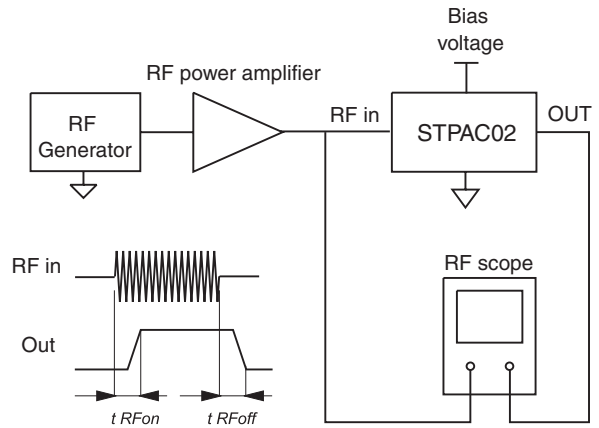 Bias
voltage
RF power amplifier
RF
Generator
RF in
STPAC02
OUT
RF in
RF scope
Out
t RFon
t RFoff